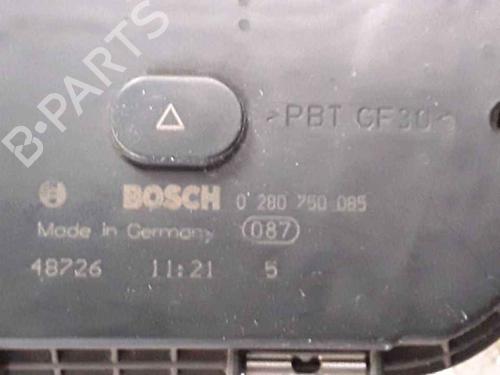 B-PARTS
>PBT GF30<
BOSCH 0 280 750 085
Made in Germany 087
48726 11:21 5